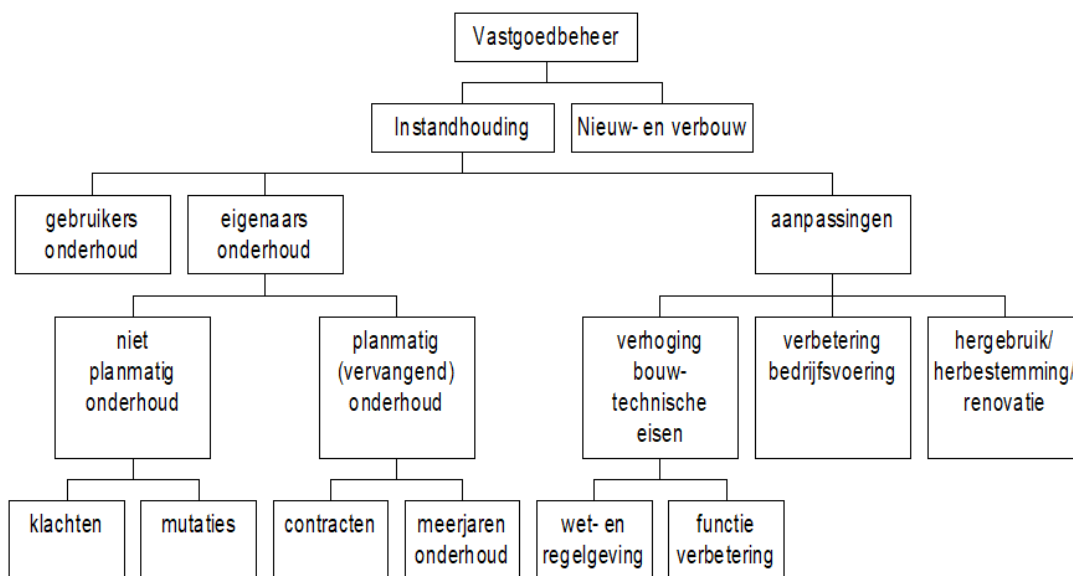 Vastgoedbeheer
Instandhouding
Nieuw- en verbouw
gebruikers
onderhoud
eigenaars
onderhoud
aanpassingen
niet
planmatig
onderhoud
planmatig
(vervangend)
onderhoud
verhoging
bouw-
technische
eisen
verbetering
bedrijfsvoering
hergebruik/
herbestemming/
renovatie
klachten
mutaties
contracten
meerjaren
onderhoud
wet- en
regelgeving
functie
verbetering